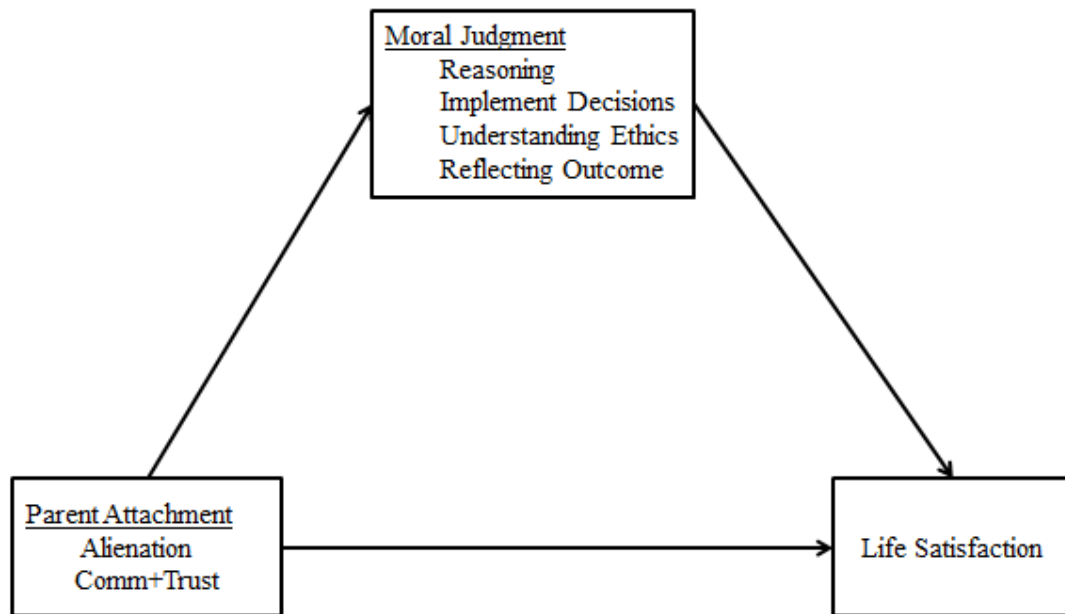 Moral Judgment
Reasoning
Implement Decisions
Understanding Ethics
Reflecting Outcome
Parent Attachment
Alienation
Comm+Trust
Life Satisfaction